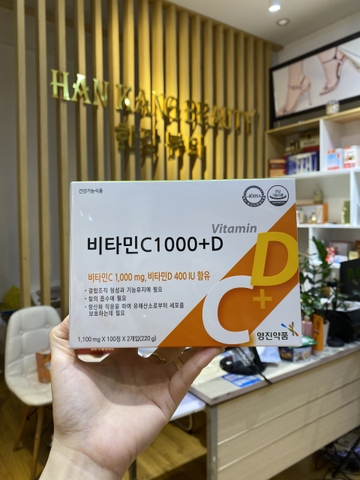 HAN KANG BEAUTY
한강뷰티
건강기능식품
Vitamin
비타민C1000+D
비타민C 1,000 mg, 비타민D 400 IU 함유
• 결합조직 형성과 기능유지에 필요
• 철의 흡수에 필요
• 항산화 작용을 하여 유해산소로부터 세포를
보호하는데 필요
D
+
C
영진약품
1,100 mg X 100정 X 2개입(220 g)